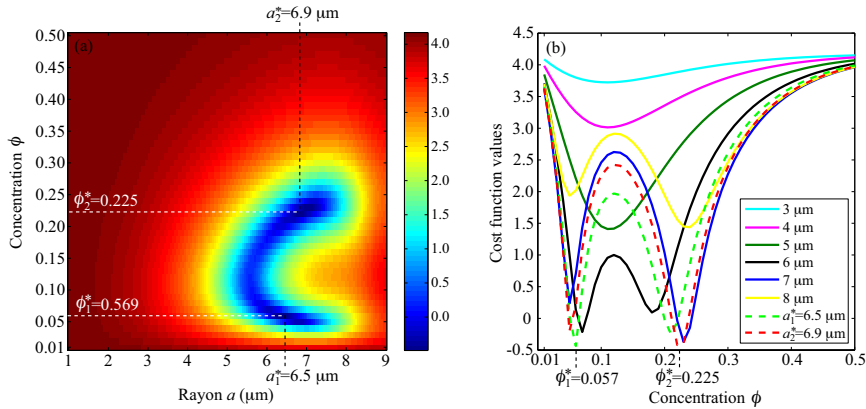 a₂*=6.9 μm
(a)
Concentration ϕ
0.50
0.45
0.40
0.35
0.30
0.25
0.20
0.15
0.10
0.05
0.01
ϕ₂*=0.225
ϕ₁*=0.569
1 2 3 4 5 6 7 8 9
Rayon a (μm)
a₁*=6.5 μm
4.0
3.5
3.0
2.5
2.0
1.5
1.0
0.5
0.0
(b)
Cost function values
4.5
4.0
3.5
3.0
2.5
2.0
1.5
1.0
0.5
0
-0.5
3 μm
4 μm
5 μm
6 μm
7 μm
8 μm
a₁*=6.5 μm
a₂*=6.9 μm
0.01 0.1 0.2 0.3 0.4 0.5
ϕ₁*=0.057 ϕ₂*=0.225
Concentration ϕ